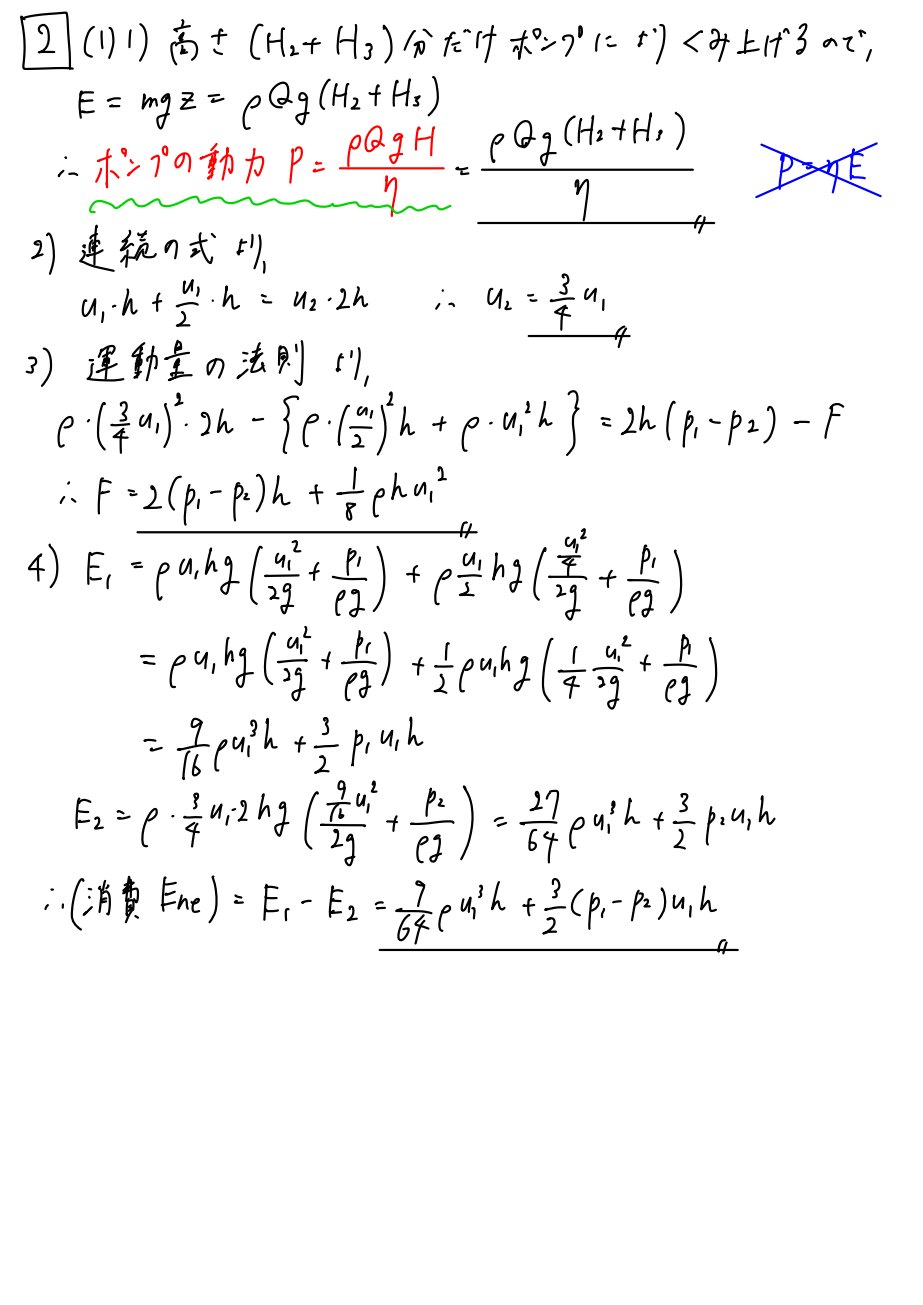 2 (1) 1) 高さ (H₂+H₃)分だけポンプによりくみ上げるので,
E = mgz = ρQg(H₂+H₃)
∴ ポンプの動力 P = ρQgH/η = ρQg(H₂+H₃)/η P=ηE
2) 連続の式より,
u₁·h + u₁/2·h = u₂·2h ∴ u₂ = 3/4 u₁
3) 運動量の法則より,
ρ·(3/4 u₁)²·2h − {ρ·(u₁/2)²h + ρ·u₁²h} = 2h(p₁−p₂) − F
∴ F = 2(p₁−p₂)h + 1/8 ρhu₁²
4) E₁ = ρu₁hg(u₁²/2g + p₁/ρg) + ρ u₁/2 hg((u₁²/4)/2g + p₁/ρg)
= ρu₁hg(u₁²/2g + p₁/ρg) + 1/2 ρu₁hg(1/4 u₁²/2g + p₁/ρg)
= 9/16 ρu₁³h + 3/2 p₁u₁h
E₂ = ρ·3/4 u₁·2hg((9/16 u₁²)/2g + p₂/ρg) = 27/64 ρu₁³h + 3/2 p₂u₁h
∴ (消費 Ene) = E₁ − E₂ = 9/64 ρu₁³h + 3/2 (p₁−p₂)u₁h